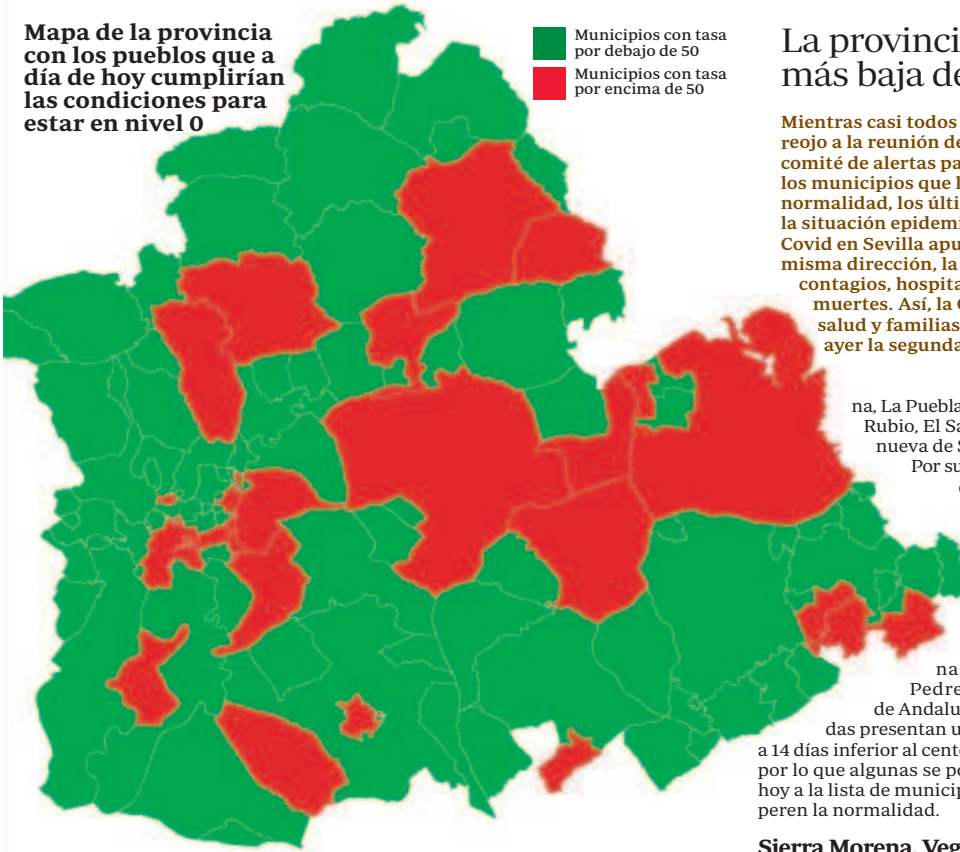 Mapa de la provincia
con los pueblos que a
día de hoy cumplirían
las condiciones para
estar en nivel 0
Municipios con tasa
por debajo de 50
Municipios con tasa
por encima de 50
La provinci
más baja de
Mientras casi todos
reojo a la reunión de
comité de alertas pa
los municipios que l
normalidad, los últi
la situación epidemi
Covid en Sevilla apu
misma dirección, la
contagios, hospita
muertes. Así, la C
salud y familias
ayer la segunda
na, La Puebla
Rubio, El Sa
nueva de S
Por su
na,
Pedre
de Andalu
das presentan u
a 14 días inferior al cente
por lo que algunas se po
hoy a la lista de municip
peren la normalidad.
Sierra Morena, Veg